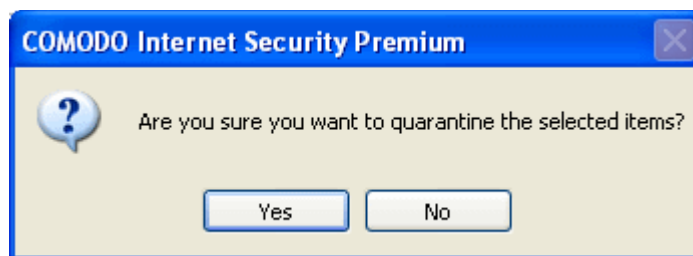 COMODO Internet Security Premium
Are you sure you want to quarantine the selected items?
Yes
No